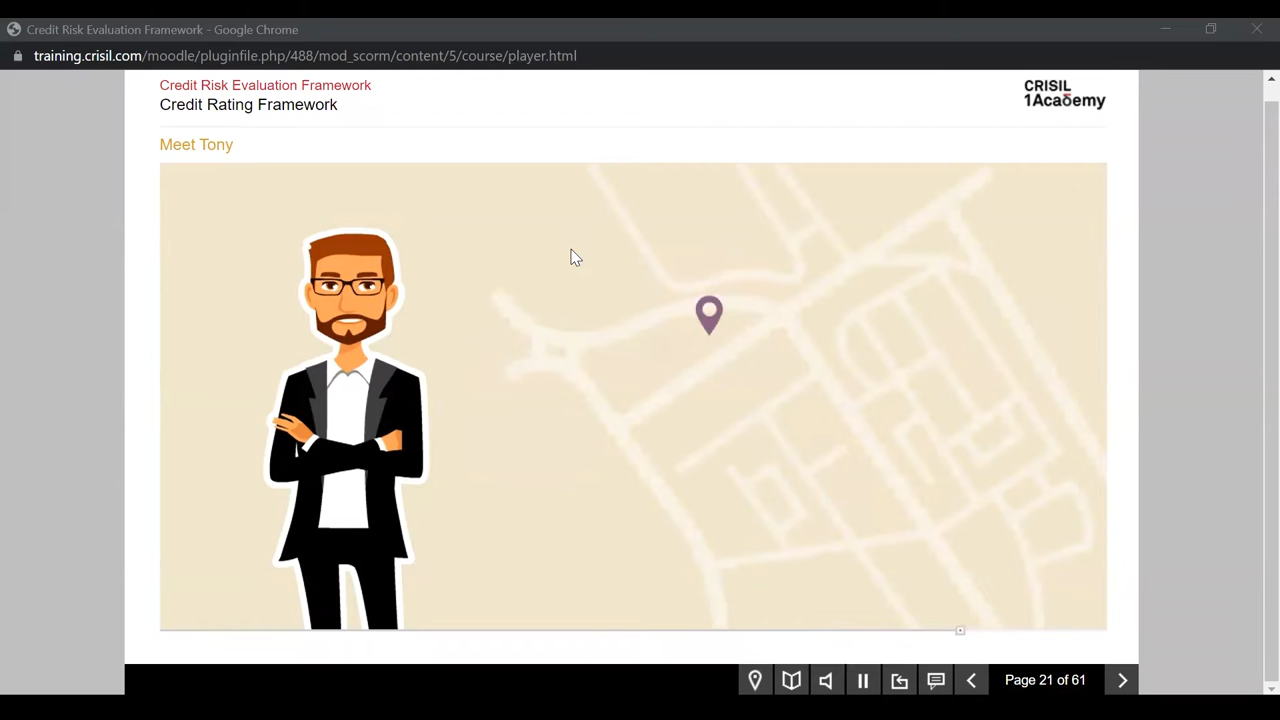 Credit Risk Evaluation Framework - Google Chrome
training.crisil.com/moodle/pluginfile.php/488/mod_scorm/content/5/course/player.html
Credit Risk Evaluation Framework
Credit Rating Framework
CRISIL
1Academy
Meet Tony
Page 21 of 61